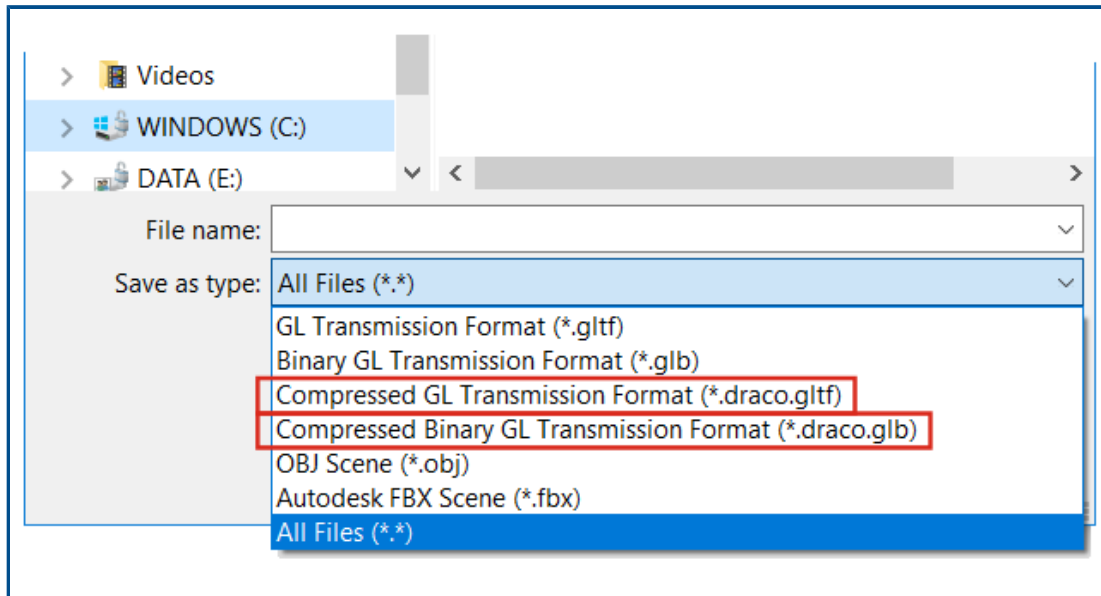 Videos
WINDOWS (C:)
DATA (E:)
File name:
Save as type: All Files (*.*)
GL Transmission Format (*.gltf)
Binary GL Transmission Format (*.glb)
Compressed GL Transmission Format (*.draco.gltf)
Compressed Binary GL Transmission Format (*.draco.glb)
OBJ Scene (*.obj)
Autodesk FBX Scene (*.fbx)
All Files (*.*)